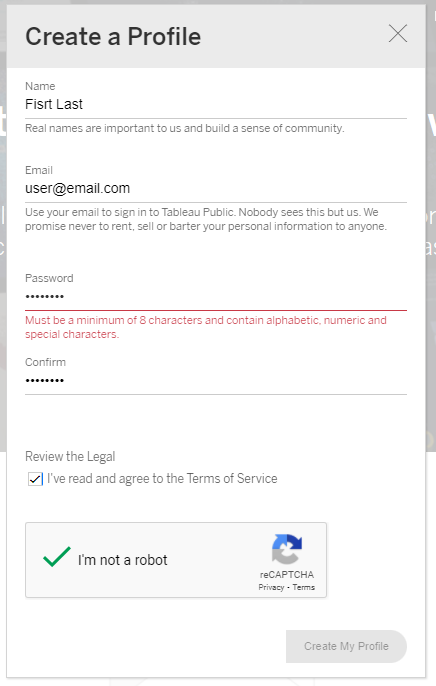 Create a Profile
Name
Fisrt Last
Real names are important to us and build a sense of community.
Email
user@email.com
Use your email to sign in to Tableau Public. Nobody sees this but us. We
promise never to rent, sell or barter your personal information to anyone.
Password
••••••••
Must be a minimum of 8 characters and contain alphabetic, numeric and
special characters.
Confirm
••••••••
Review the Legal
I've read and agree to the Terms of Service
I'm not a robot
reCAPTCHA
Privacy - Terms
Create My Profile